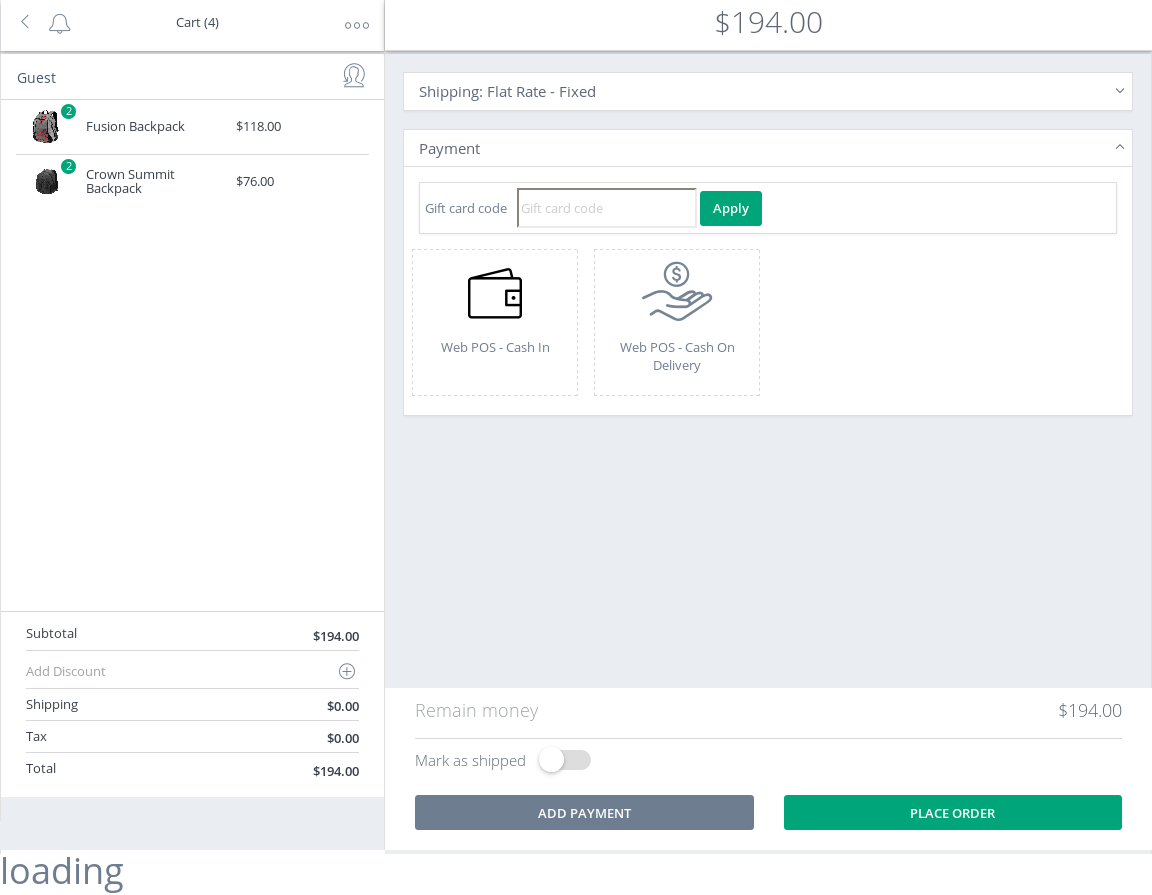 Cart (4)
$194.00
Guest
2
Fusion Backpack
$118.00
2
Crown Summit
Backpack
$76.00
Subtotal
$194.00
Add Discount
Shipping
$0.00
Tax
$0.00
Total
$194.00
Shipping: Flat Rate - Fixed
Payment
Gift card code
Gift card code
Apply
$
Web POS - Cash In
Web POS - Cash On
Delivery
Remain money
$194.00
Mark as shipped
ADD PAYMENT
PLACE ORDER
loading